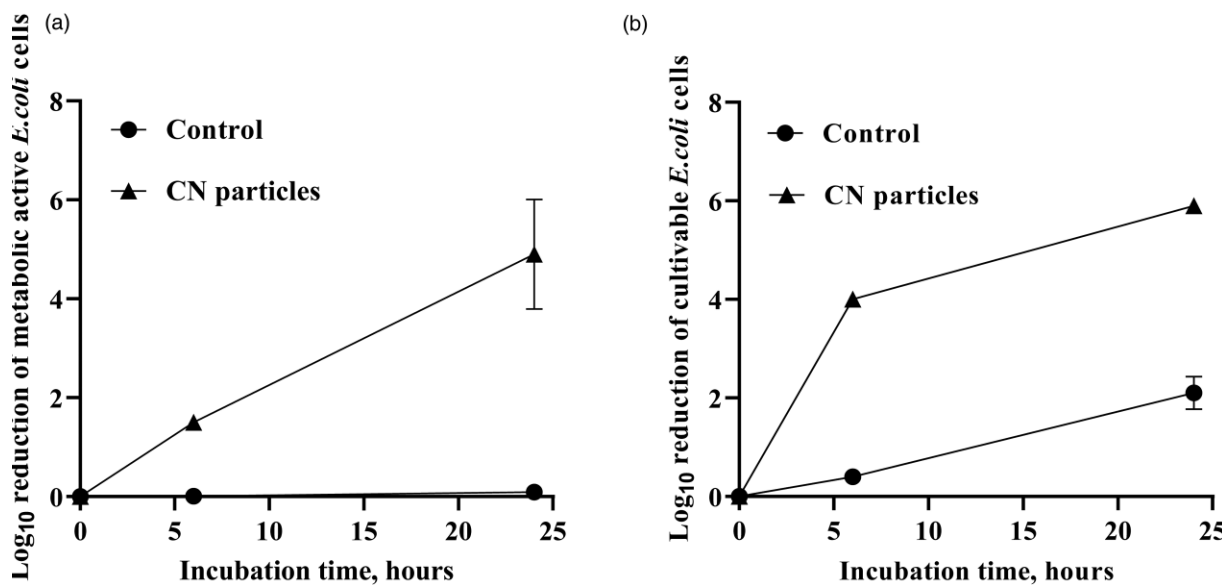 (a)
Log10 reduction of metabolic active E.coli cells
8
6
4
2
0
Control
CN particles
0 5 10 15 20 25
Incubation time, hours
(b)
Log10 reduction of cultivable E.coli cells
8
6
4
2
0
Control
CN particles
0 5 10 15 20 25
Incubation time, hours